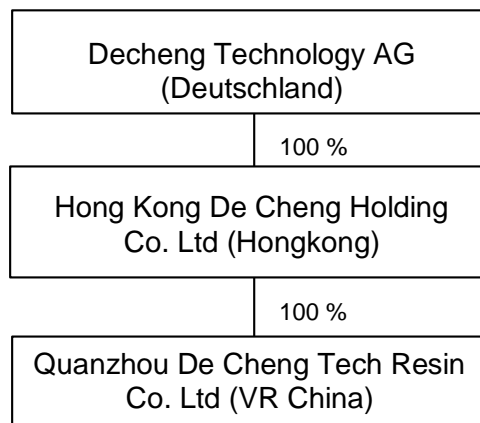 Decheng Technology AG
(Deutschland)
100 %
Hong Kong De Cheng Holding
Co. Ltd (Hongkong)
100 %
Quanzhou De Cheng Tech Resin
Co. Ltd (VR China)